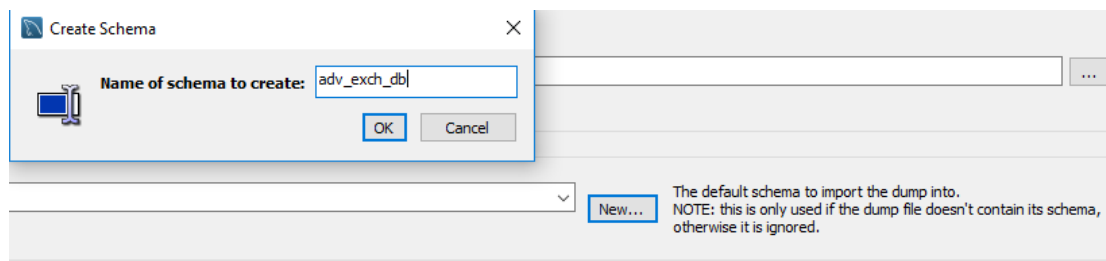 Create Schema
Name of schema to create: adv_exch_db
...
OK Cancel
New...
The default schema to import the dump into.
NOTE: this is only used if the dump file doesn't contain its schema,
otherwise it is ignored.